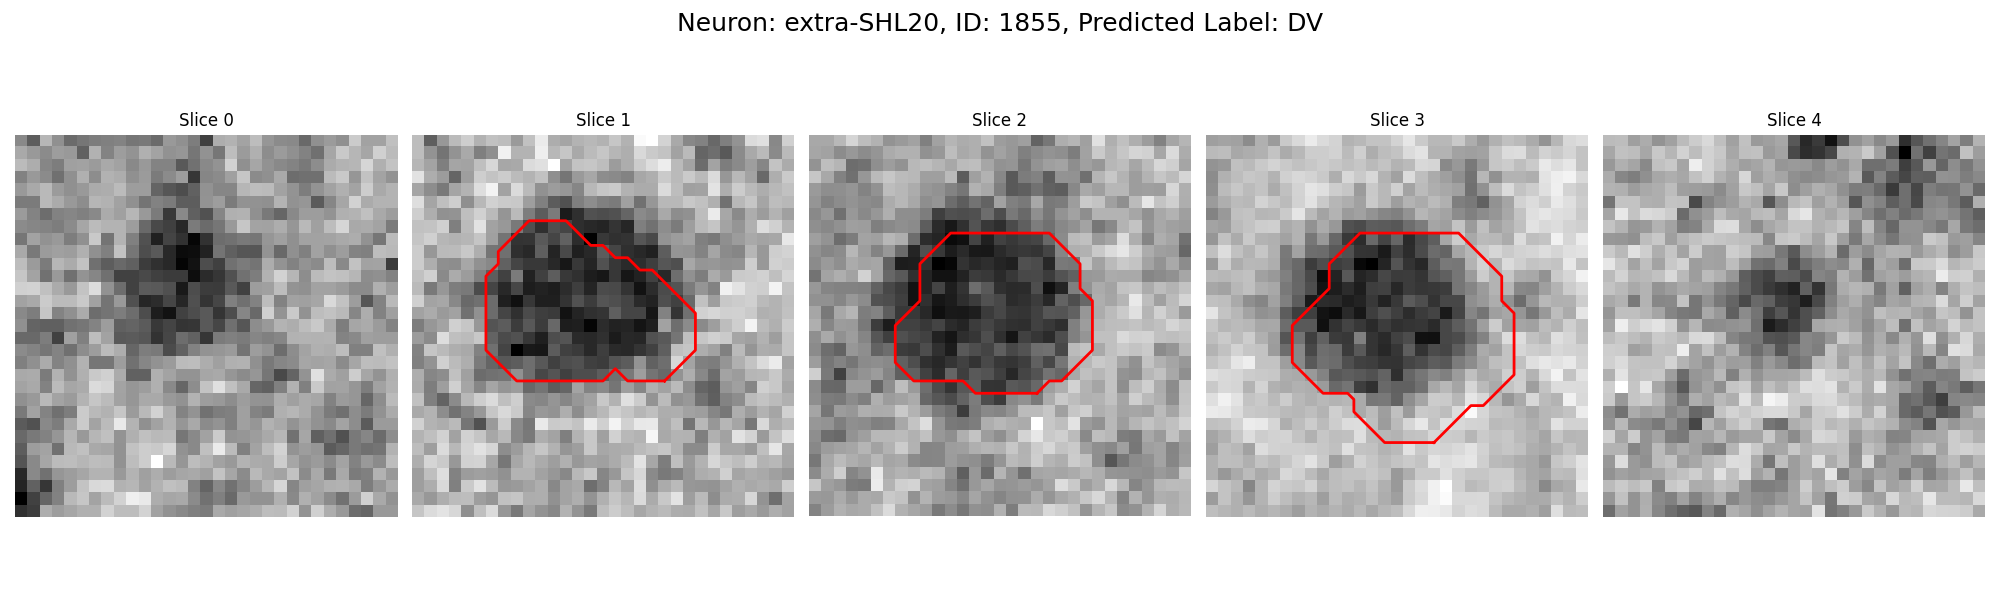 Neuron: extra-SHL20, ID: 1855, Predicted Label: DV
Slice 0
Slice 1
Slice 2
Slice 3
Slice 4